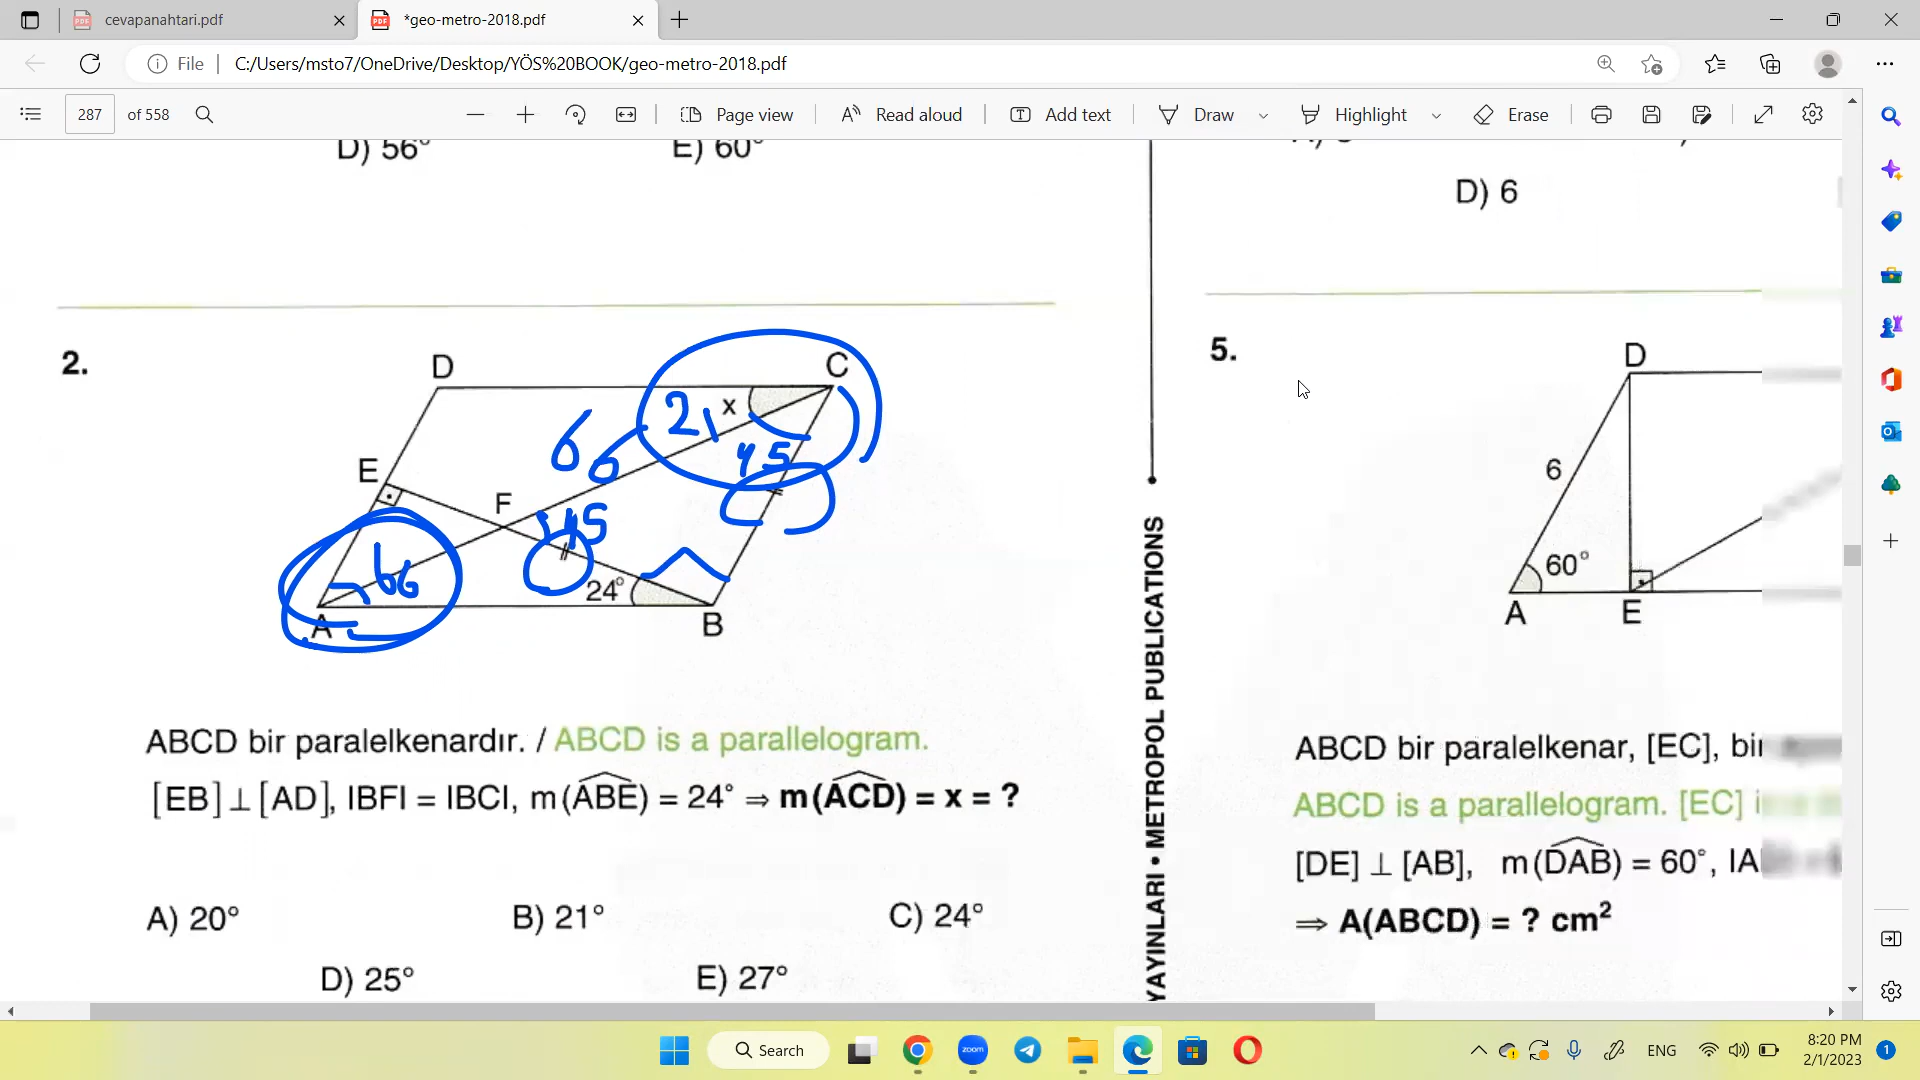 cevapanahtari.pdf
*geo-metro-2018.pdf
File
C:/Users/msto7/OneDrive/Desktop/YÖS%20BOOK/geo-metro-2018.pdf
287
of 558
Page view
Read aloud
Add text
Draw
Highlight
Erase
D) 56°
E) 60°
D) 6
2.
D
C
x
21
66
45
E
F
45
66
24°
A
B
ABCD bir paralelkenardır. / ABCD is a parallelogram.
[EB] ⊥ [AD], IBFI = IBCI, m(ABE) = 24° ⇒ m(ACD) = x = ?
A) 20°
B) 21°
C) 24°
D) 25°
E) 27°
YAYINLARI • METROPOL PUBLICATIONS
5.
D
6
60°
A
E
ABCD bir paralelkenar, [EC],
ABCD is a parallelogram. [EC]
[DE] ⊥ [AB], m(DAB) = 60°,
⇒ A(ABCD) = ? cm²
Search
zoom
ENG
8:20 PM
2/1/2023
1